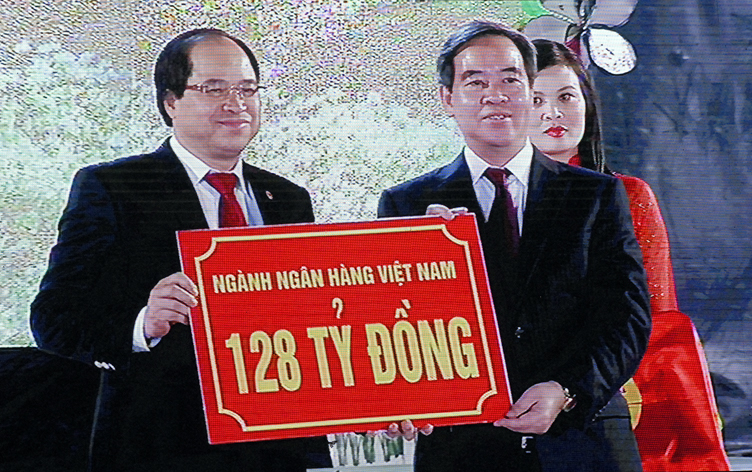 NGÀNH NGÂN HÀNG VIỆT NAM
128 TỶ ĐỒNG